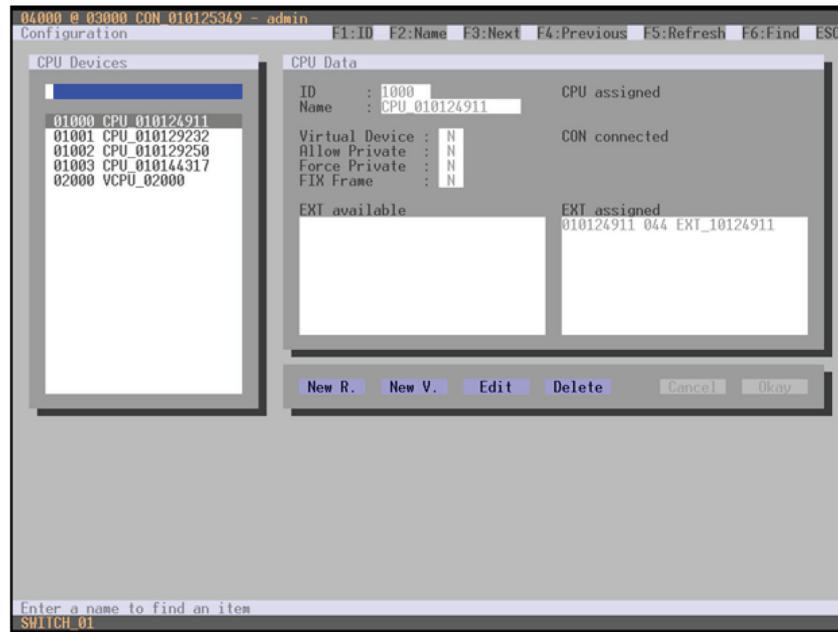 04000 @ 03000 CON_010125349 - admin
Configuration F1:ID F2:Name F3:Next F4:Previous F5:Refresh F6:Find ESC
CPU Devices
01000 CPU_010124911
01001 CPU_010129232
01002 CPU_010129250
01003 CPU_010144317
02000 VCPU_02000
CPU Data
ID : 1000 CPU assigned
Name : CPU_010124911
Virtual Device : N CON connected
Allow Private : N
Force Private : N
FIX Frame : N
EXT available EXT assigned
010124911 044 EXT_10124911
New R. New V. Edit Delete Cancel Okay
Enter a name to find an item
SWITCH_01